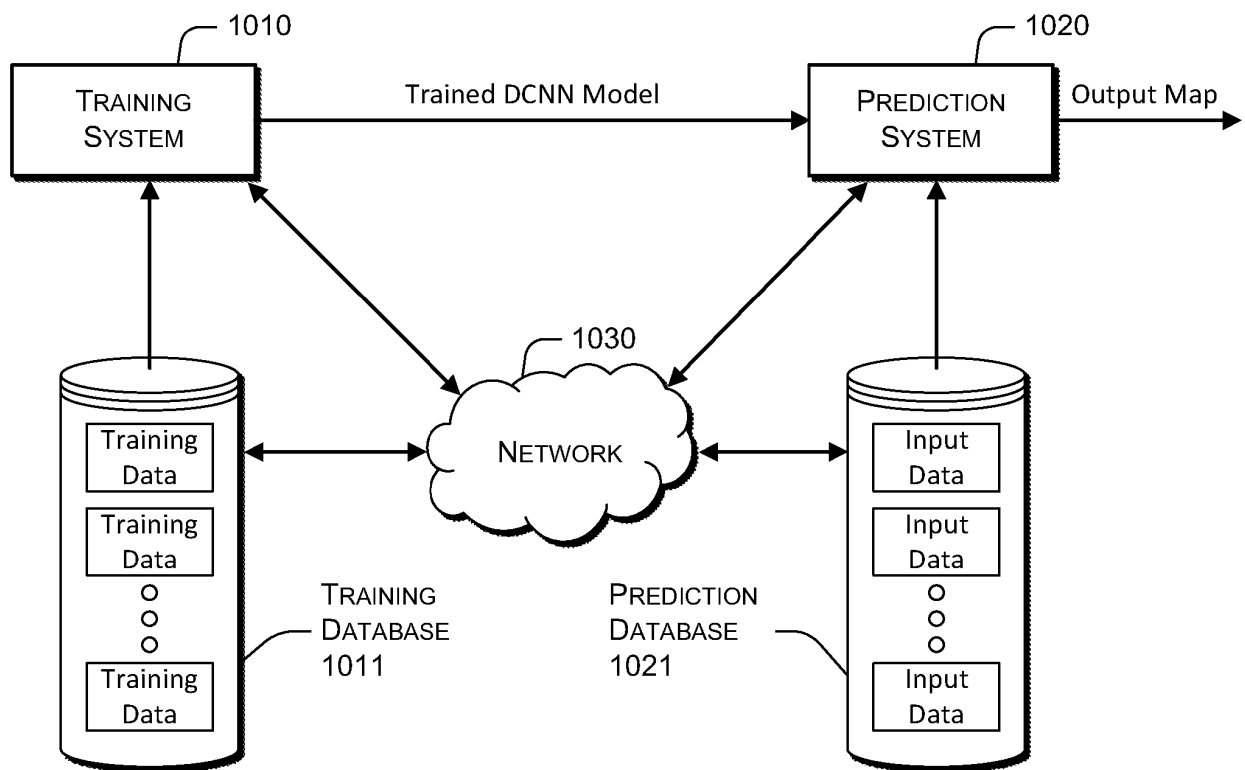 1010
1020
TRAINING
SYSTEM
Trained DCNN Model
PREDICTION
SYSTEM
Output Map
1030
NETWORK
Training
Data
Training
Data
Training
Data
Input
Data
Input
Data
Input
Data
TRAINING
DATABASE
1011
PREDICTION
DATABASE
1021